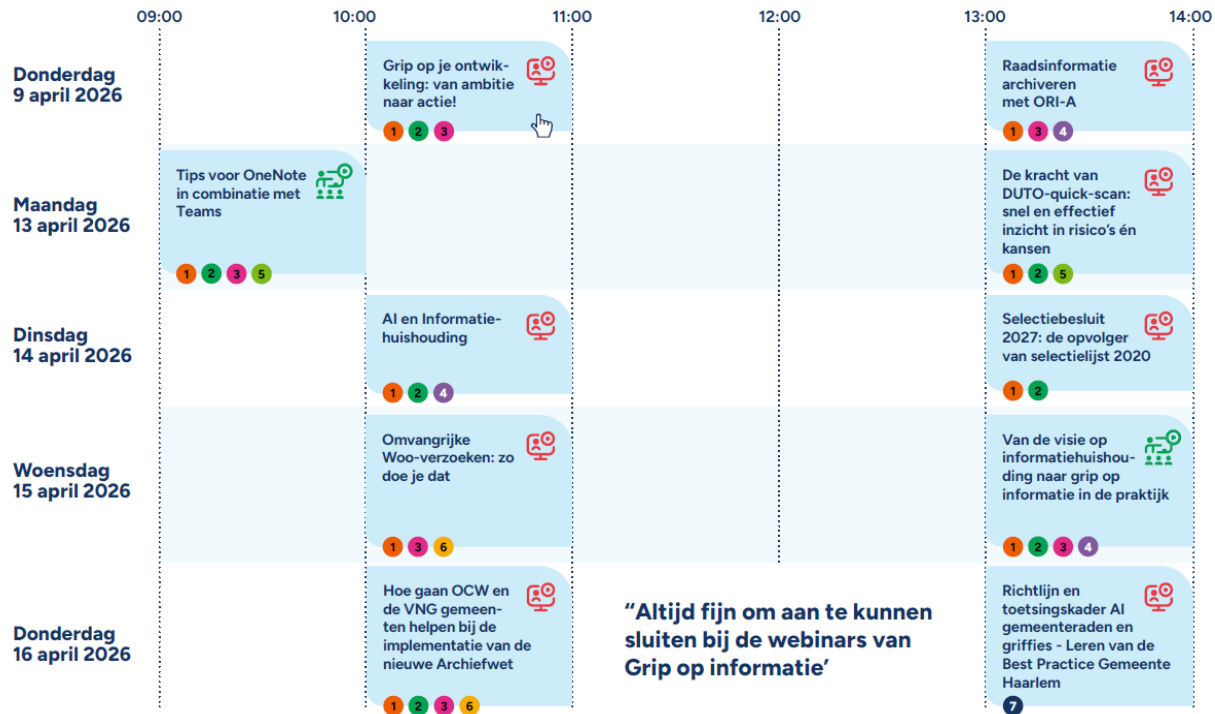 09:00
10:00
11:00
12:00
13:00
14:00
Donderdag
9 april 2026
Grip op je ontwik-
keling: van ambitie
naar actie!
1 2 3
Raadsinformatie
archiveren
met ORI-A
1 3 4
Maandag
13 april 2026
Tips voor OneNote
in combinatie met
Teams
1 2 3 5
De kracht van
DUTO-quick-scan:
snel en effectief
inzicht in risico's én
kansen
1 2 5
Dinsdag
14 april 2026
AI en Informatie-
huishouding
1 2 4
Selectiebesluit
2027: de opvolger
van selectielijst 2020
1 2
Woensdag
15 april 2026
Omvangrijke
Woo-verzoeken: zo
doe je dat
1 3 6
Van de visie op
informatiehuishou-
ding naar grip op
informatie in de praktijk
1 2 3 4
Donderdag
16 april 2026
Hoe gaan OCW en
de VNG gemeen-
ten helpen bij de
implementatie van de
nieuwe Archiefwet
1 2 3 6
“Altijd fijn om aan te kunnen
sluiten bij de webinars van
Grip op informatie’
Richtlijn en
toetsingskader AI
gemeenteraden en
griffies - Leren van de
Best Practice Gemeente
Haarlem
7